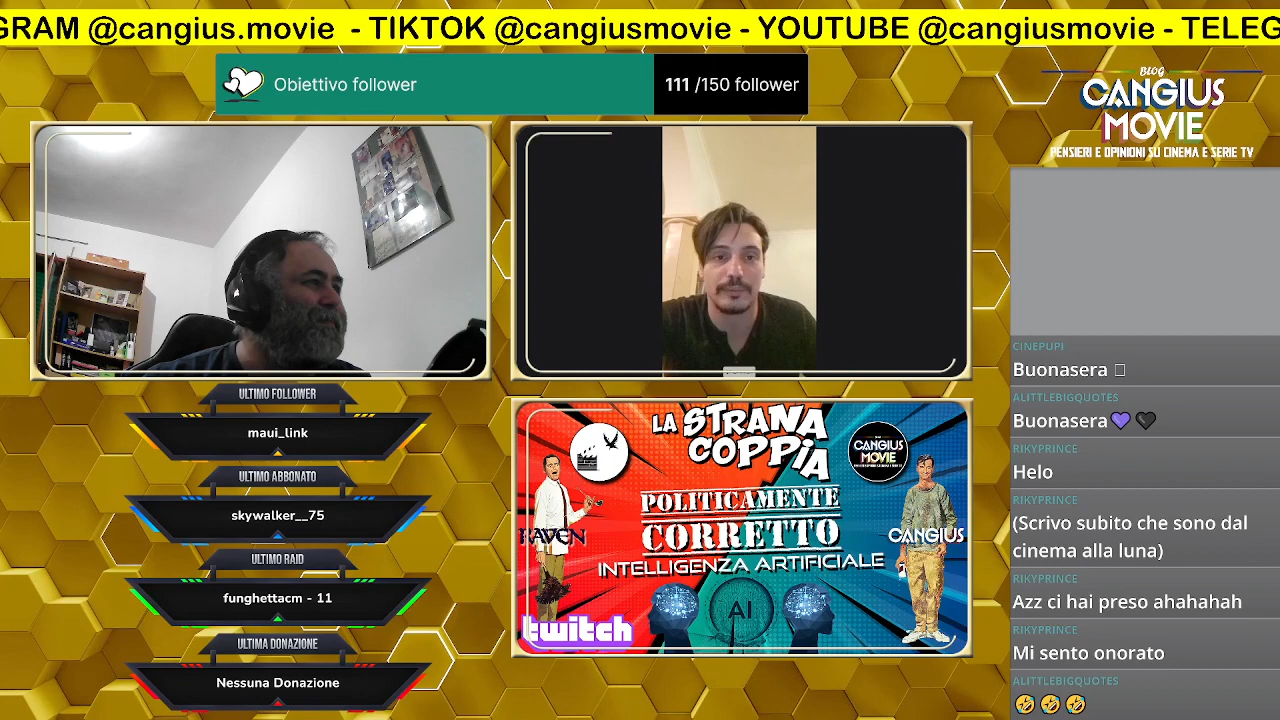 GRAM @cangius.movie - TIKTOK @cangiusmovie - YOUTUBE @cangiusmovie - TELEG
Obiettivo follower
111 /150 follower
BLOG
CANGIUS
MOVIE
PENSIERI E OPINIONI SU CINEMA E SERIE TV
ULTIMO FOLLOWER
maui_link
ULTIMO ABBONATO
skywalker__75
ULTIMO RAID
funghettacm - 11
ULTIMA DONAZIONE
Nessuna Donazione
LA STRANA
COPPIA
CANGIUS
MOVIE
POLITICAMENTE
CORRETTO
INTELLIGENZA ARTIFICIALE
HAVEN
CANGIUS
AI
twitch
CINEPUPI
Buonasera
ALITTLEBIGQUOTES
Buonasera💜🖤
RIKYPRINCE
Helo
RIKYPRINCE
(Scrivo subito che sono dal
cinema alla luna)
RIKYPRINCE
Azz ci hai preso ahahahah
RIKYPRINCE
Mi sento onorato
ALITTLEBIGQUOTES
🤣🤣🤣